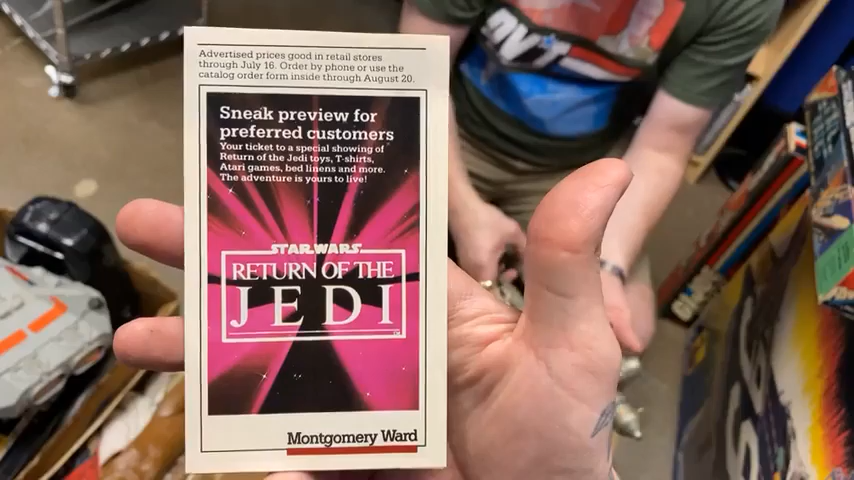 Advertised prices good in retail stores
through July 16. Order by phone or use the
catalog order form inside through August 20.
Sneak preview for
preferred customers
Your ticket to a special showing of
Return of the Jedi toys, T-shirts,
Atari games, bed linens and more.
The adventure is yours to live!
STAR WARS
RETURN OF THE
JEDI
Montgomery Ward